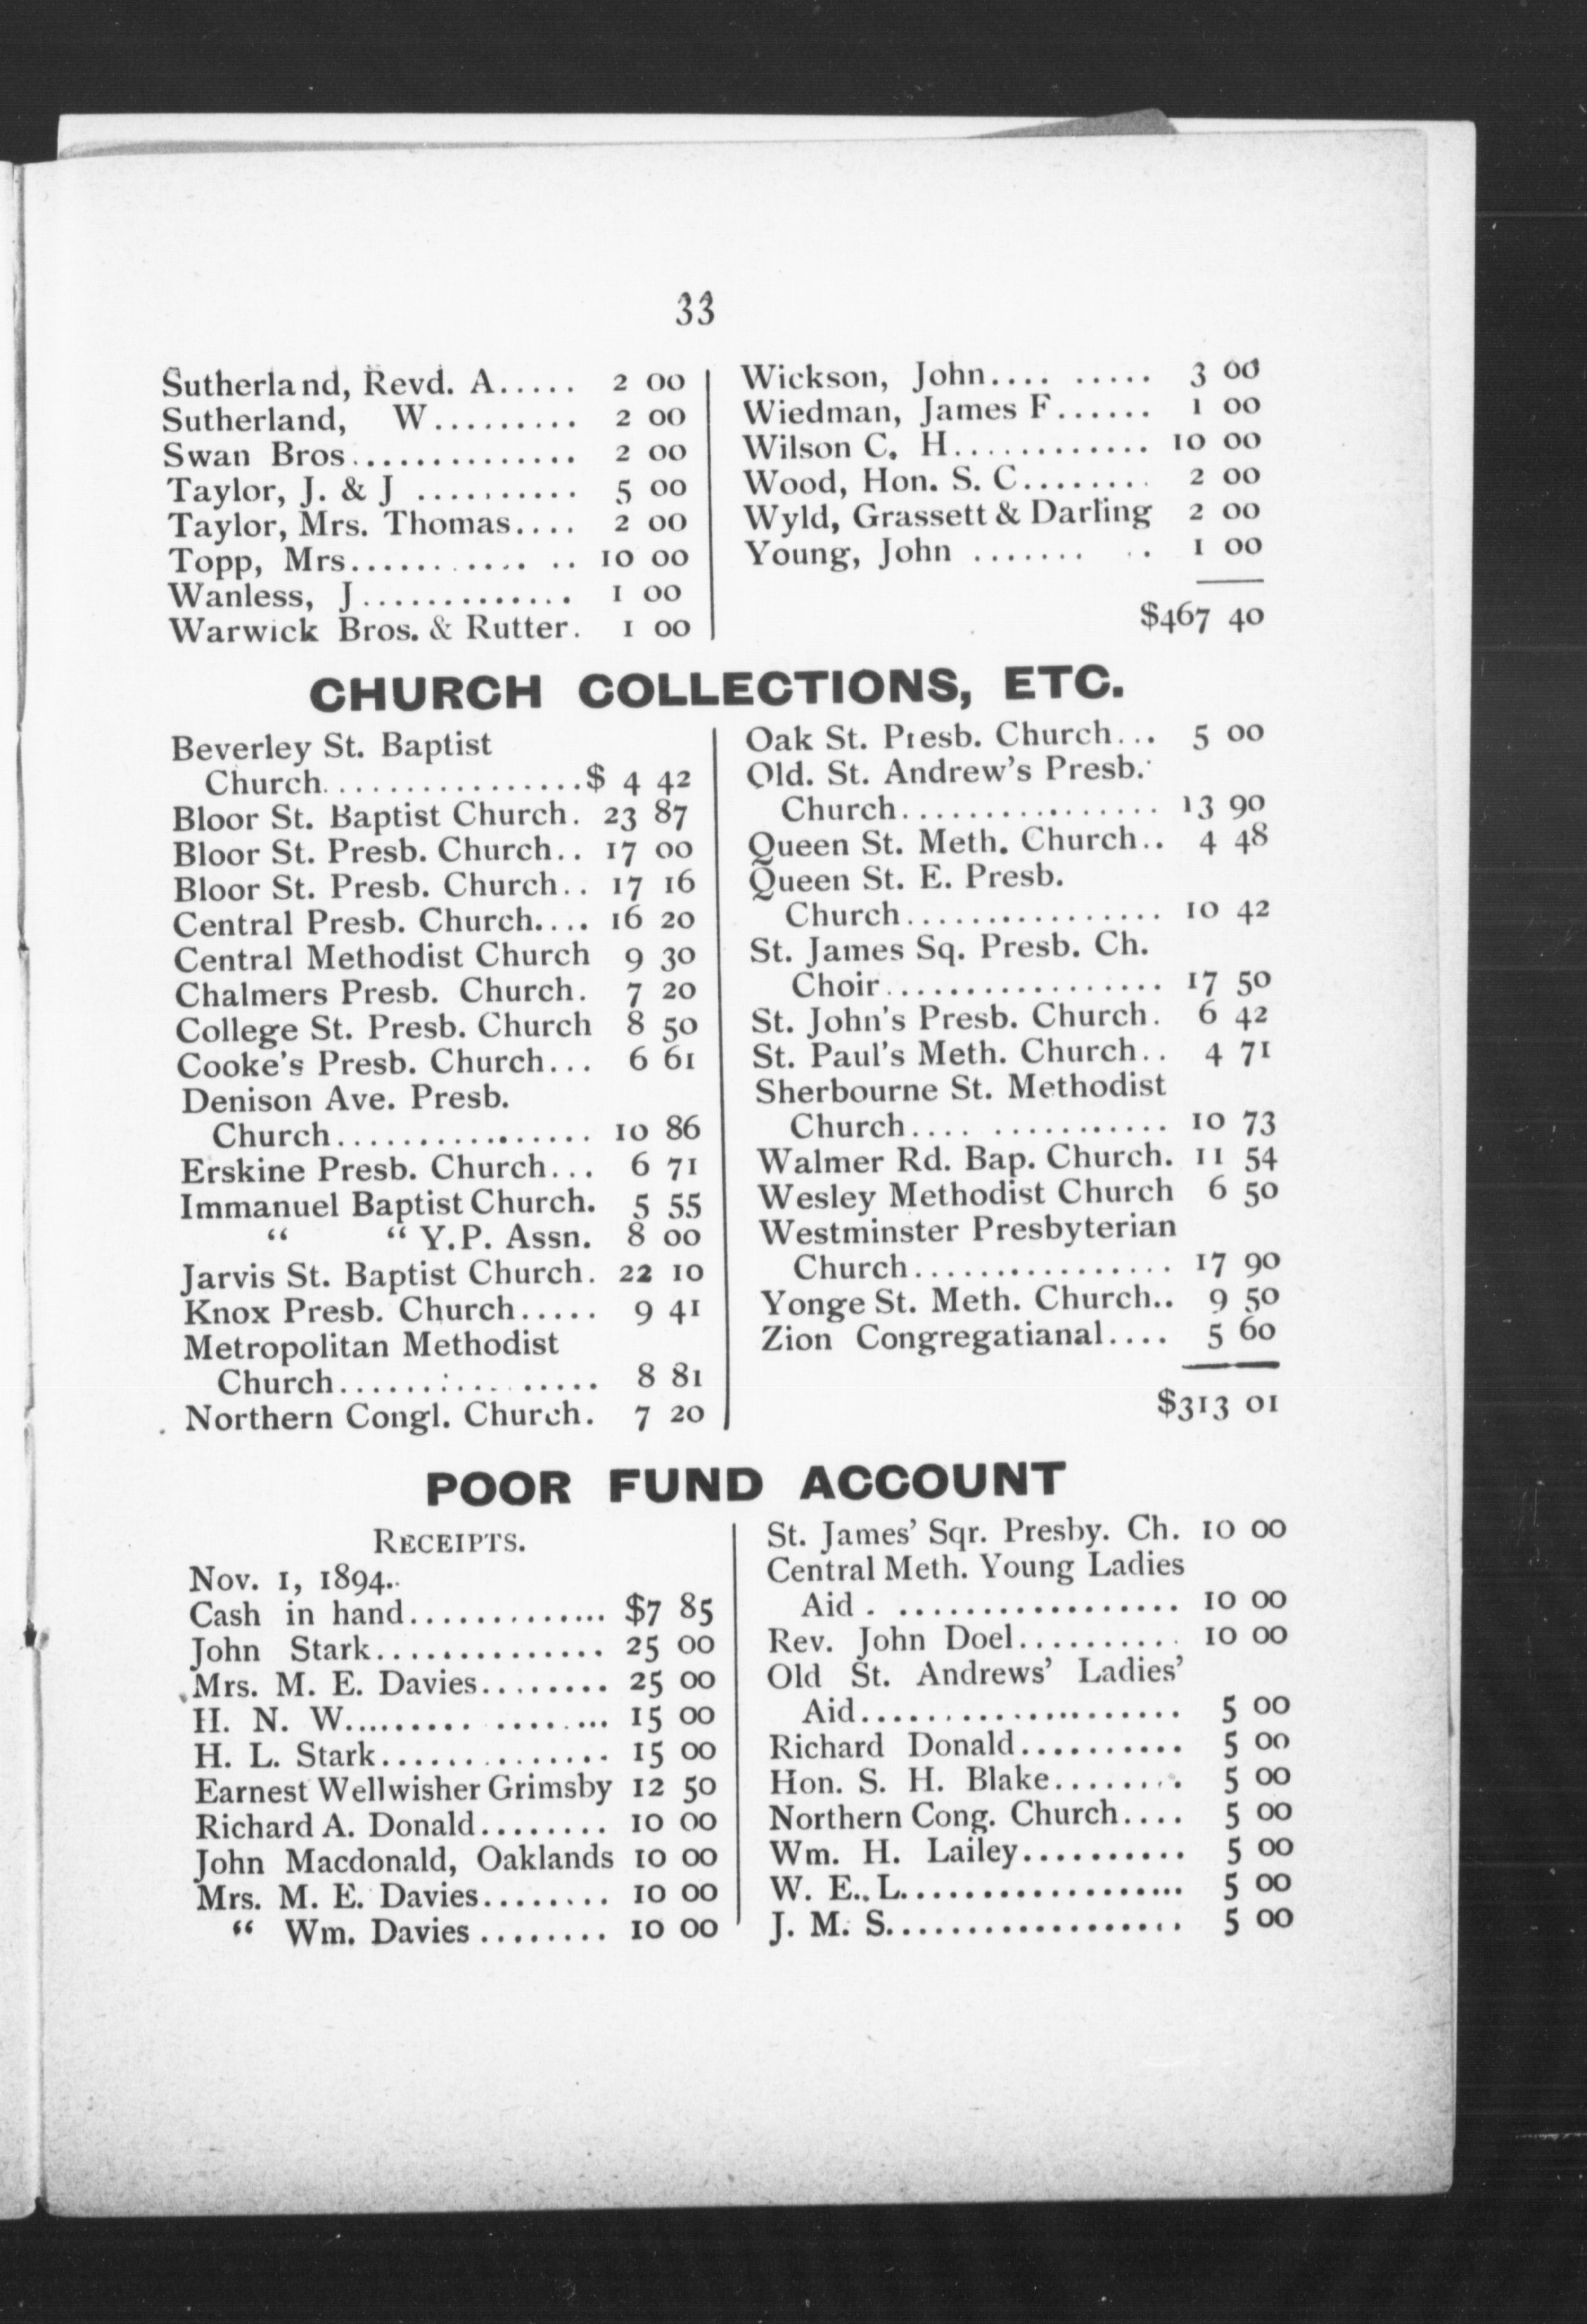 33
Sutherland, Revd. A..... 2 00
Sutherland, W......... 2 00
Swan Bros............... 2 00
Taylor, J. & J .......... 5 00
Taylor, Mrs. Thomas.... 2 00
Topp, Mrs............. .. 10 00
Wanless, J............. 1 00
Warwick Bros. & Rutter. 1 00
Wickson, John.... ..... 3 00
Wiedman, James F...... 1 00
Wilson C. H............. 10 00
Wood, Hon. S. C........ 2 00
Wyld, Grassett & Darling 2 00
Young, John ....... .. 1 00
$467 40
CHURCH COLLECTIONS, ETC.
Beverley St. Baptist
Church.................$ 4 42
Bloor St. Baptist Church. 23 87
Bloor St. Presb. Church.. 17 00
Bloor St. Presb. Church.. 17 16
Central Presb. Church.... 16 20
Central Methodist Church 9 30
Chalmers Presb. Church. 7 20
College St. Presb. Church 8 50
Cooke's Presb. Church... 6 61
Denison Ave. Presb.
Church................ 10 86
Erskine Presb. Church... 6 71
Immanuel Baptist Church. 5 55
“ “ Y.P. Assn. 8 00
Jarvis St. Baptist Church. 22 10
Knox Presb. Church..... 9 41
Metropolitan Methodist
Church.......... ..... 8 81
Northern Congl. Church. 7 20
Oak St. Presb. Church... 5 00
Old. St. Andrew's Presb.
Church................ 13 90
Queen St. Meth. Church.. 4 48
Queen St. E. Presb.
Church................ 10 42
St. James Sq. Presb. Ch.
Choir.................. 17 50
St. John's Presb. Church. 6 42
St. Paul's Meth. Church.. 4 71
Sherbourne St. Methodist
Church.... ........... 10 73
Walmer Rd. Bap. Church. 11 54
Wesley Methodist Church 6 50
Westminster Presbyterian
Church................ 17 90
Yonge St. Meth. Church.. 9 50
Zion Congregatianal.... 5 60
$313 01
POOR FUND ACCOUNT
RECEIPTS.
Nov. 1, 1894..
Cash in hand............. $7 85
John Stark.............. 25 00
Mrs. M. E. Davies........ 25 00
H. N. W......... ........ 15 00
H. L. Stark.............. 15 00
Earnest Wellwisher Grimsby 12 50
Richard A. Donald........ 10 00
John Macdonald, Oaklands 10 00
Mrs. M. E. Davies........ 10 00
“ Wm. Davies ........ 10 00
St. James' Sqr. Presby. Ch. 10 00
Central Meth. Young Ladies
Aid . .................. 10 00
Rev. John Doel.......... 10 00
Old St. Andrews' Ladies'
Aid.................... 5 00
Richard Donald.......... 5 00
Hon. S. H. Blake........ 5 00
Northern Cong. Church.... 5 00
Wm. H. Lailey.......... 5 00
W. E. L.................. 5 00
J. M. S.................. 5 00